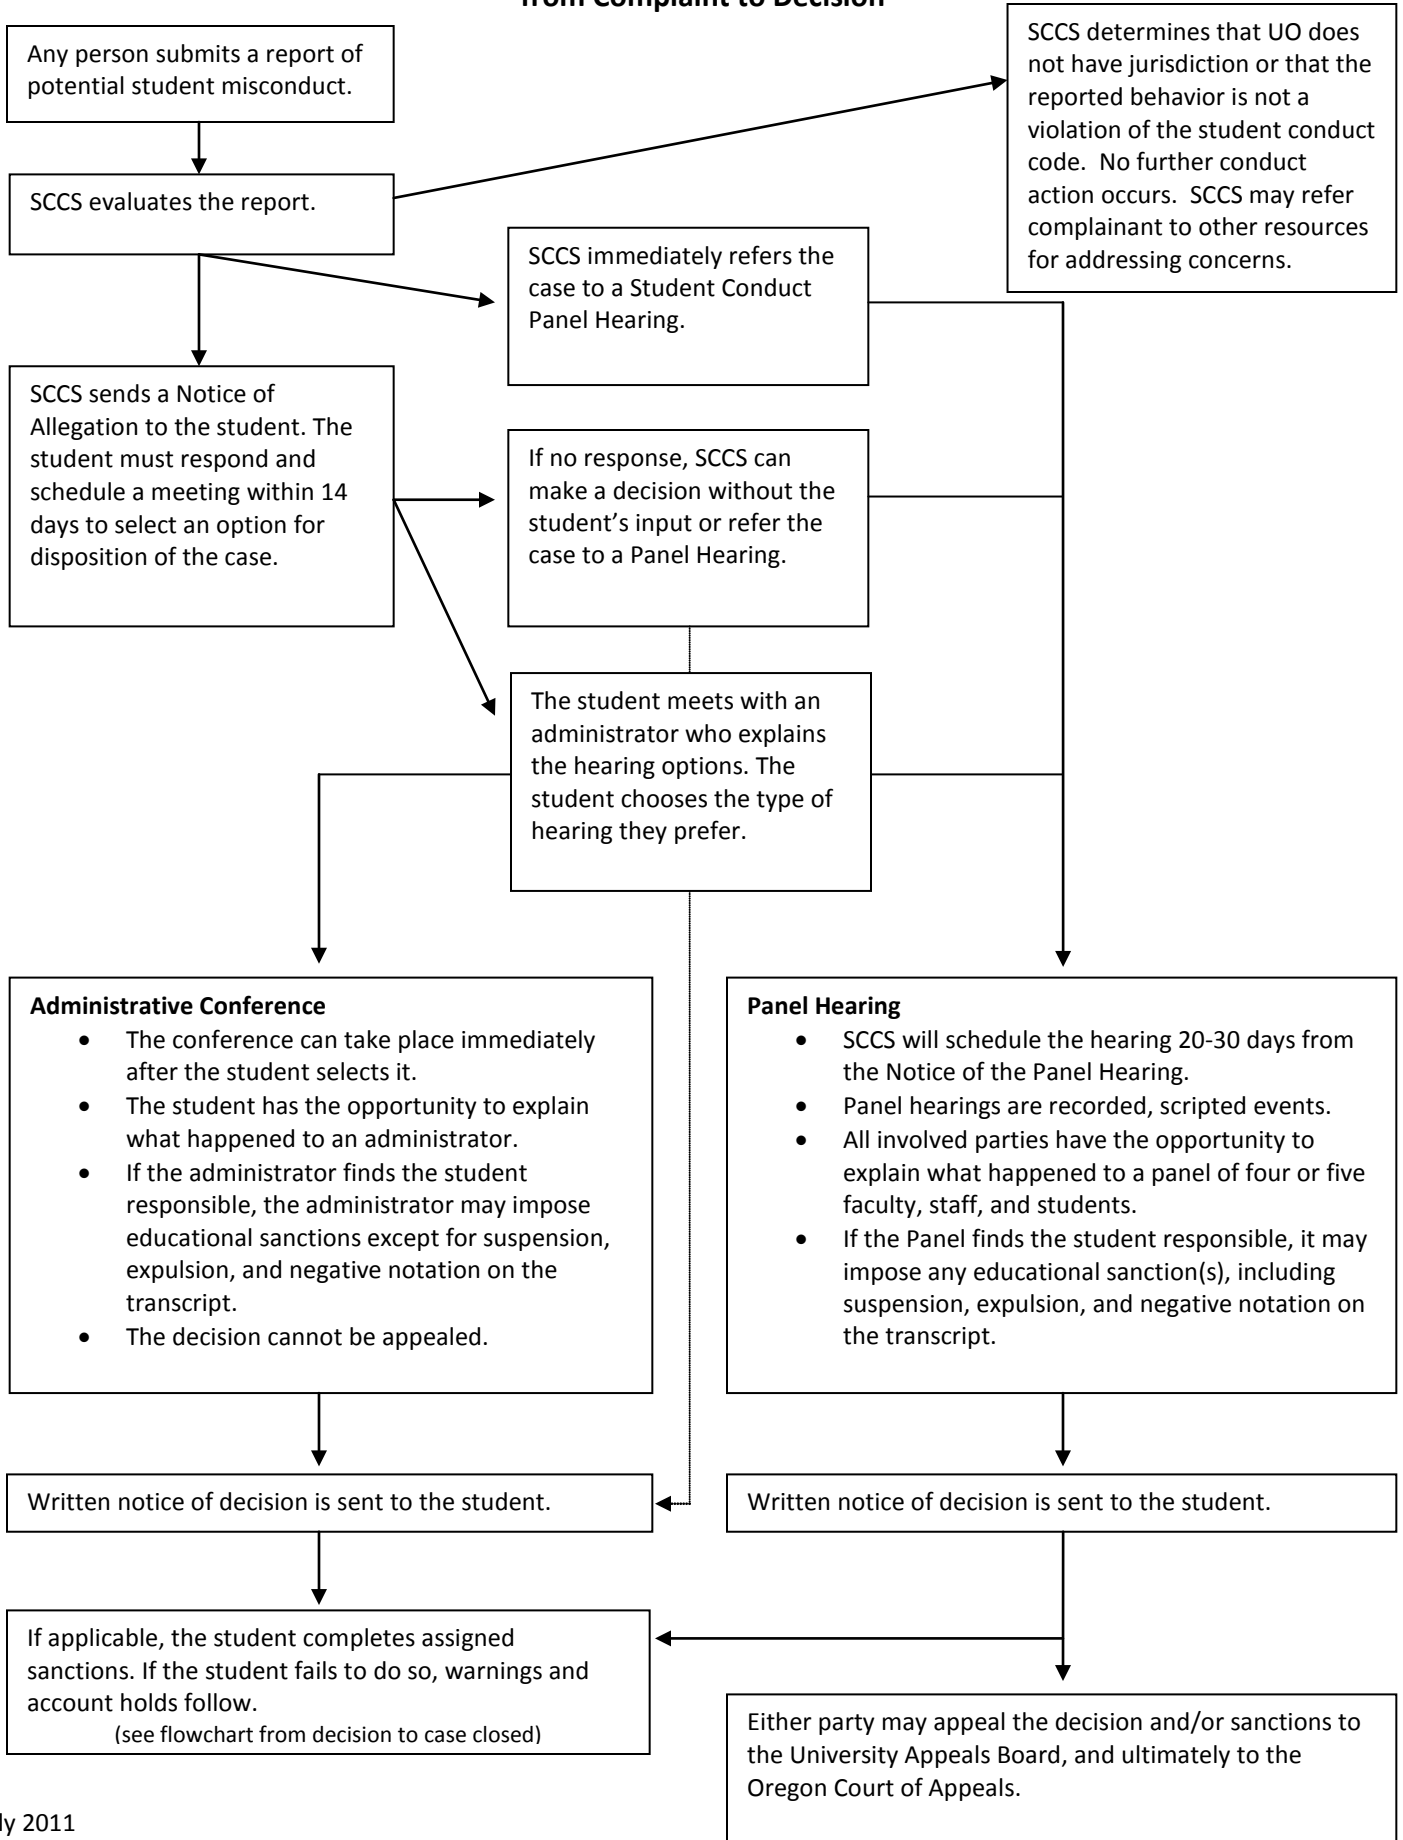 from Complaint to Decision
Any person submits a report of
potential student misconduct.
SCCS determines that UO does
not have jurisdiction or that the
reported behavior is not a
violation of the student conduct
code.  No further conduct
action occurs.  SCCS may refer
complainant to other resources
for addressing concerns.
SCCS evaluates the report.
SCCS immediately refers the
case to a Student Conduct
Panel Hearing.
SCCS sends a Notice of
Allegation to the student. The
student must respond and
schedule a meeting within 14
days to select an option for
disposition of the case.
If no response, SCCS can
make a decision without the
student’s input or refer the
case to a Panel Hearing.
The student meets with an
administrator who explains
the hearing options. The
student chooses the type of
hearing they prefer.
Administrative Conference
• The conference can take place immediately
after the student selects it.
• The student has the opportunity to explain
what happened to an administrator.
• If the administrator finds the student
responsible, the administrator may impose
educational sanctions except for suspension,
expulsion, and negative notation on the
transcript.
• The decision cannot be appealed.
Panel Hearing
• SCCS will schedule the hearing 20-30 days from
the Notice of the Panel Hearing.
• Panel hearings are recorded, scripted events.
• All involved parties have the opportunity to
explain what happened to a panel of four or five
faculty, staff, and students.
• If the Panel finds the student responsible, it may
impose any educational sanction(s), including
suspension, expulsion, and negative notation on
the transcript.
Written notice of decision is sent to the student.
Written notice of decision is sent to the student.
If applicable, the student completes assigned
sanctions. If the student fails to do so, warnings and
account holds follow.
(see flowchart from decision to case closed)
Either party may appeal the decision and/or sanctions to
the University Appeals Board, and ultimately to the
Oregon Court of Appeals.
2011